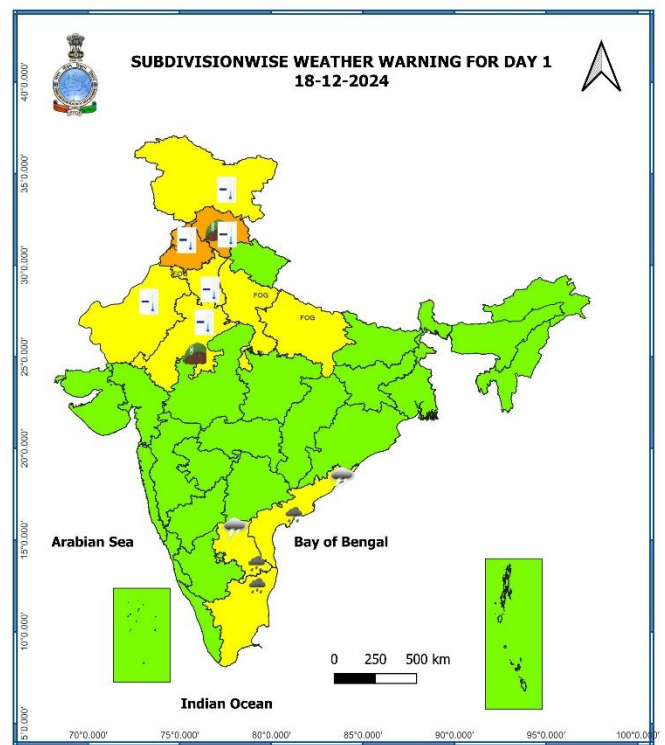 SUBDIVISIONWISE WEATHER WARNING FOR DAY 1
18-12-2024
40°0.000'
35°0.000'
30°0.000'
25°0.000'
20°0.000'
15°0.000'
10°0.000'
5°0.000'
FOG
FOG
FOG
Arabian Sea
Bay of Bengal
Indian Ocean
0 250 500 km
70°0.000' 75°0.000' 80°0.000' 85°0.000' 90°0.000' 95°0.000' 100°0.000'